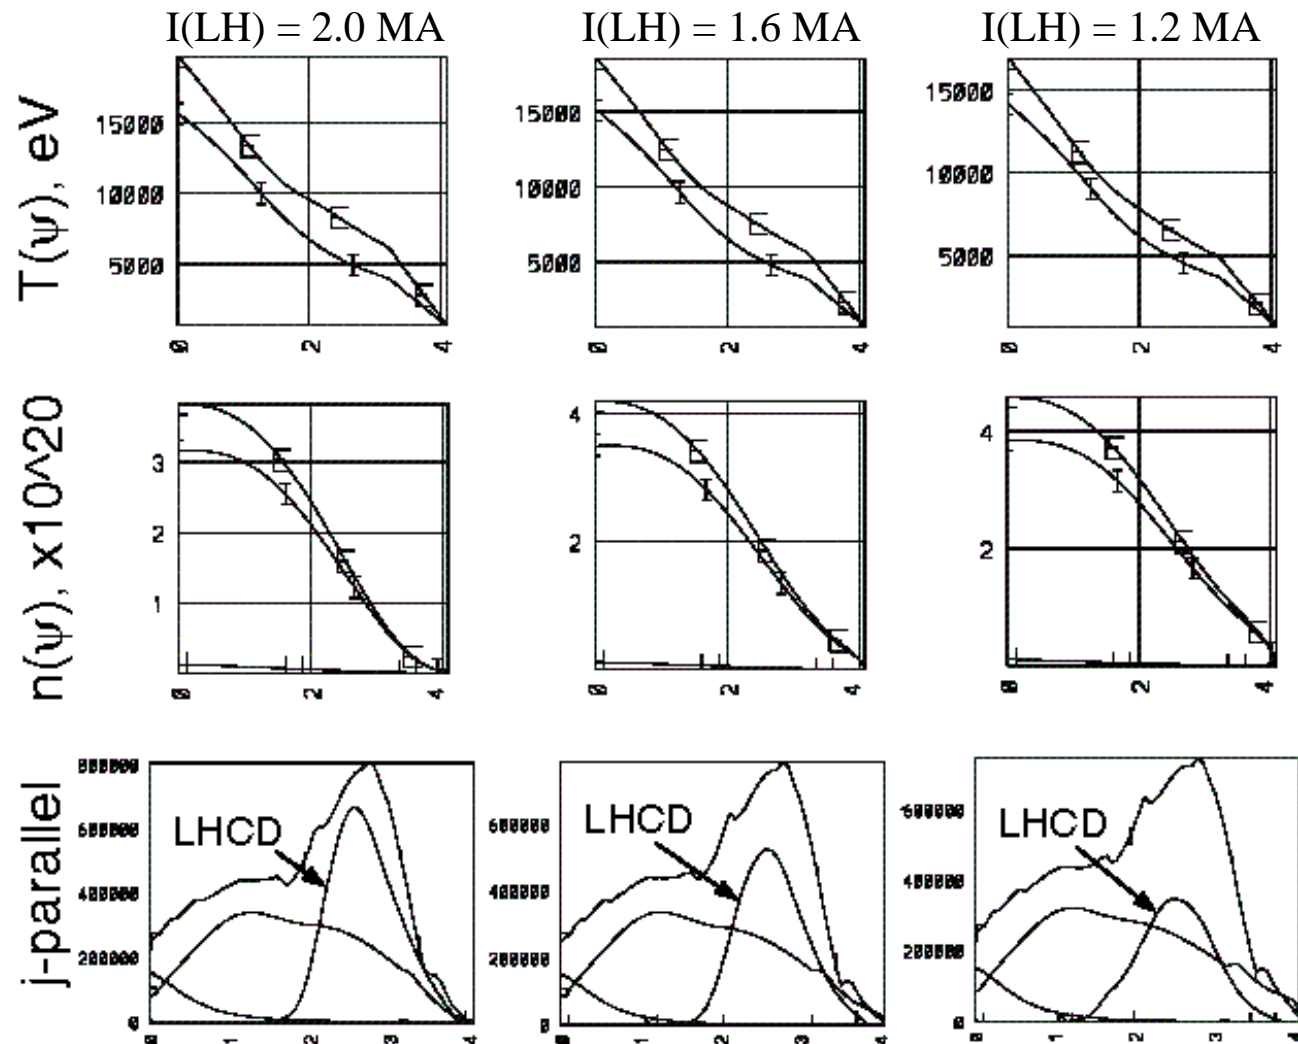 I(LH) = 2.0 MA I(LH) = 1.6 MA I(LH) = 1.2 MA
T(ψ), eV
15000
10000
5000
0 2 4
15000
10000
5000
0 2 4
15000
10000
5000
0 2 4
n(ψ), x10^20
3
2
1
0 2 4
4
2
0 2 4
4
2
0 2 4
j-parallel
800000
600000
400000
200000
0
LHCD
0 1 2 3 4
600000
400000
200000
0
LHCD
0 1 2 3 4
600000
400000
200000
0
LHCD
0 1 2 3 4